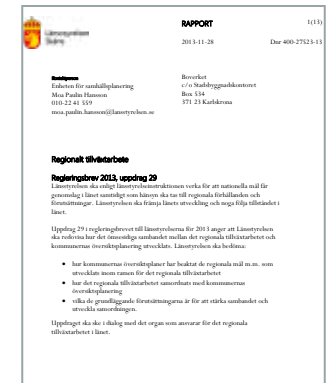 RAPPORT
1(13)
Länsstyrelsen
Skåne
2013-11-28
Dnr 400-27523-13
Kontaktperson
Enheten för samhällsplanering
Moa Paulin Hansson
010-22 41 559
moa.paulin.hansson@lansstyrelsen.se
Boverket
c/o Stadsbyggnadskontoret
Box 534
371 23 Karlskrona
Regionalt tillväxtarbete
Regleringsbrev 2013, uppdrag 29
Länsstyrelsen ska enligt länsstyrelseinstruktionen verka för att nationella mål får
genomslag i länet samtidigt som hänsyn ska tas till regionala förhållanden och
förutsättningar. Länsstyrelsen ska främja länets utveckling och noga följa tillståndet i
länet.
Uppdrag 29 i regleringsbrevet till länsstyrelserna för 2013 anger att Länsstyrelsen
ska redovisa hur det ömsesidiga sambandet mellan det regionala tillväxtarbetet och
kommunernas översiktsplanering utvecklats. Länsstyrelsen ska bedöma:
• hur kommunernas översiktsplaner har beaktat de regionala mål m.m. som
utvecklats inom ramen för det regionala tillväxtarbetet
• hur det regionala tillväxtarbetet samordnats med kommunernas
översiktsplanering
• vilka de grundläggande förutsättningarna är för att stärka sambandet och
utveckla samordningen.
Uppdraget ska ske i dialog med det organ som ansvarar för det regionala
tillväxtarbetet i länet.